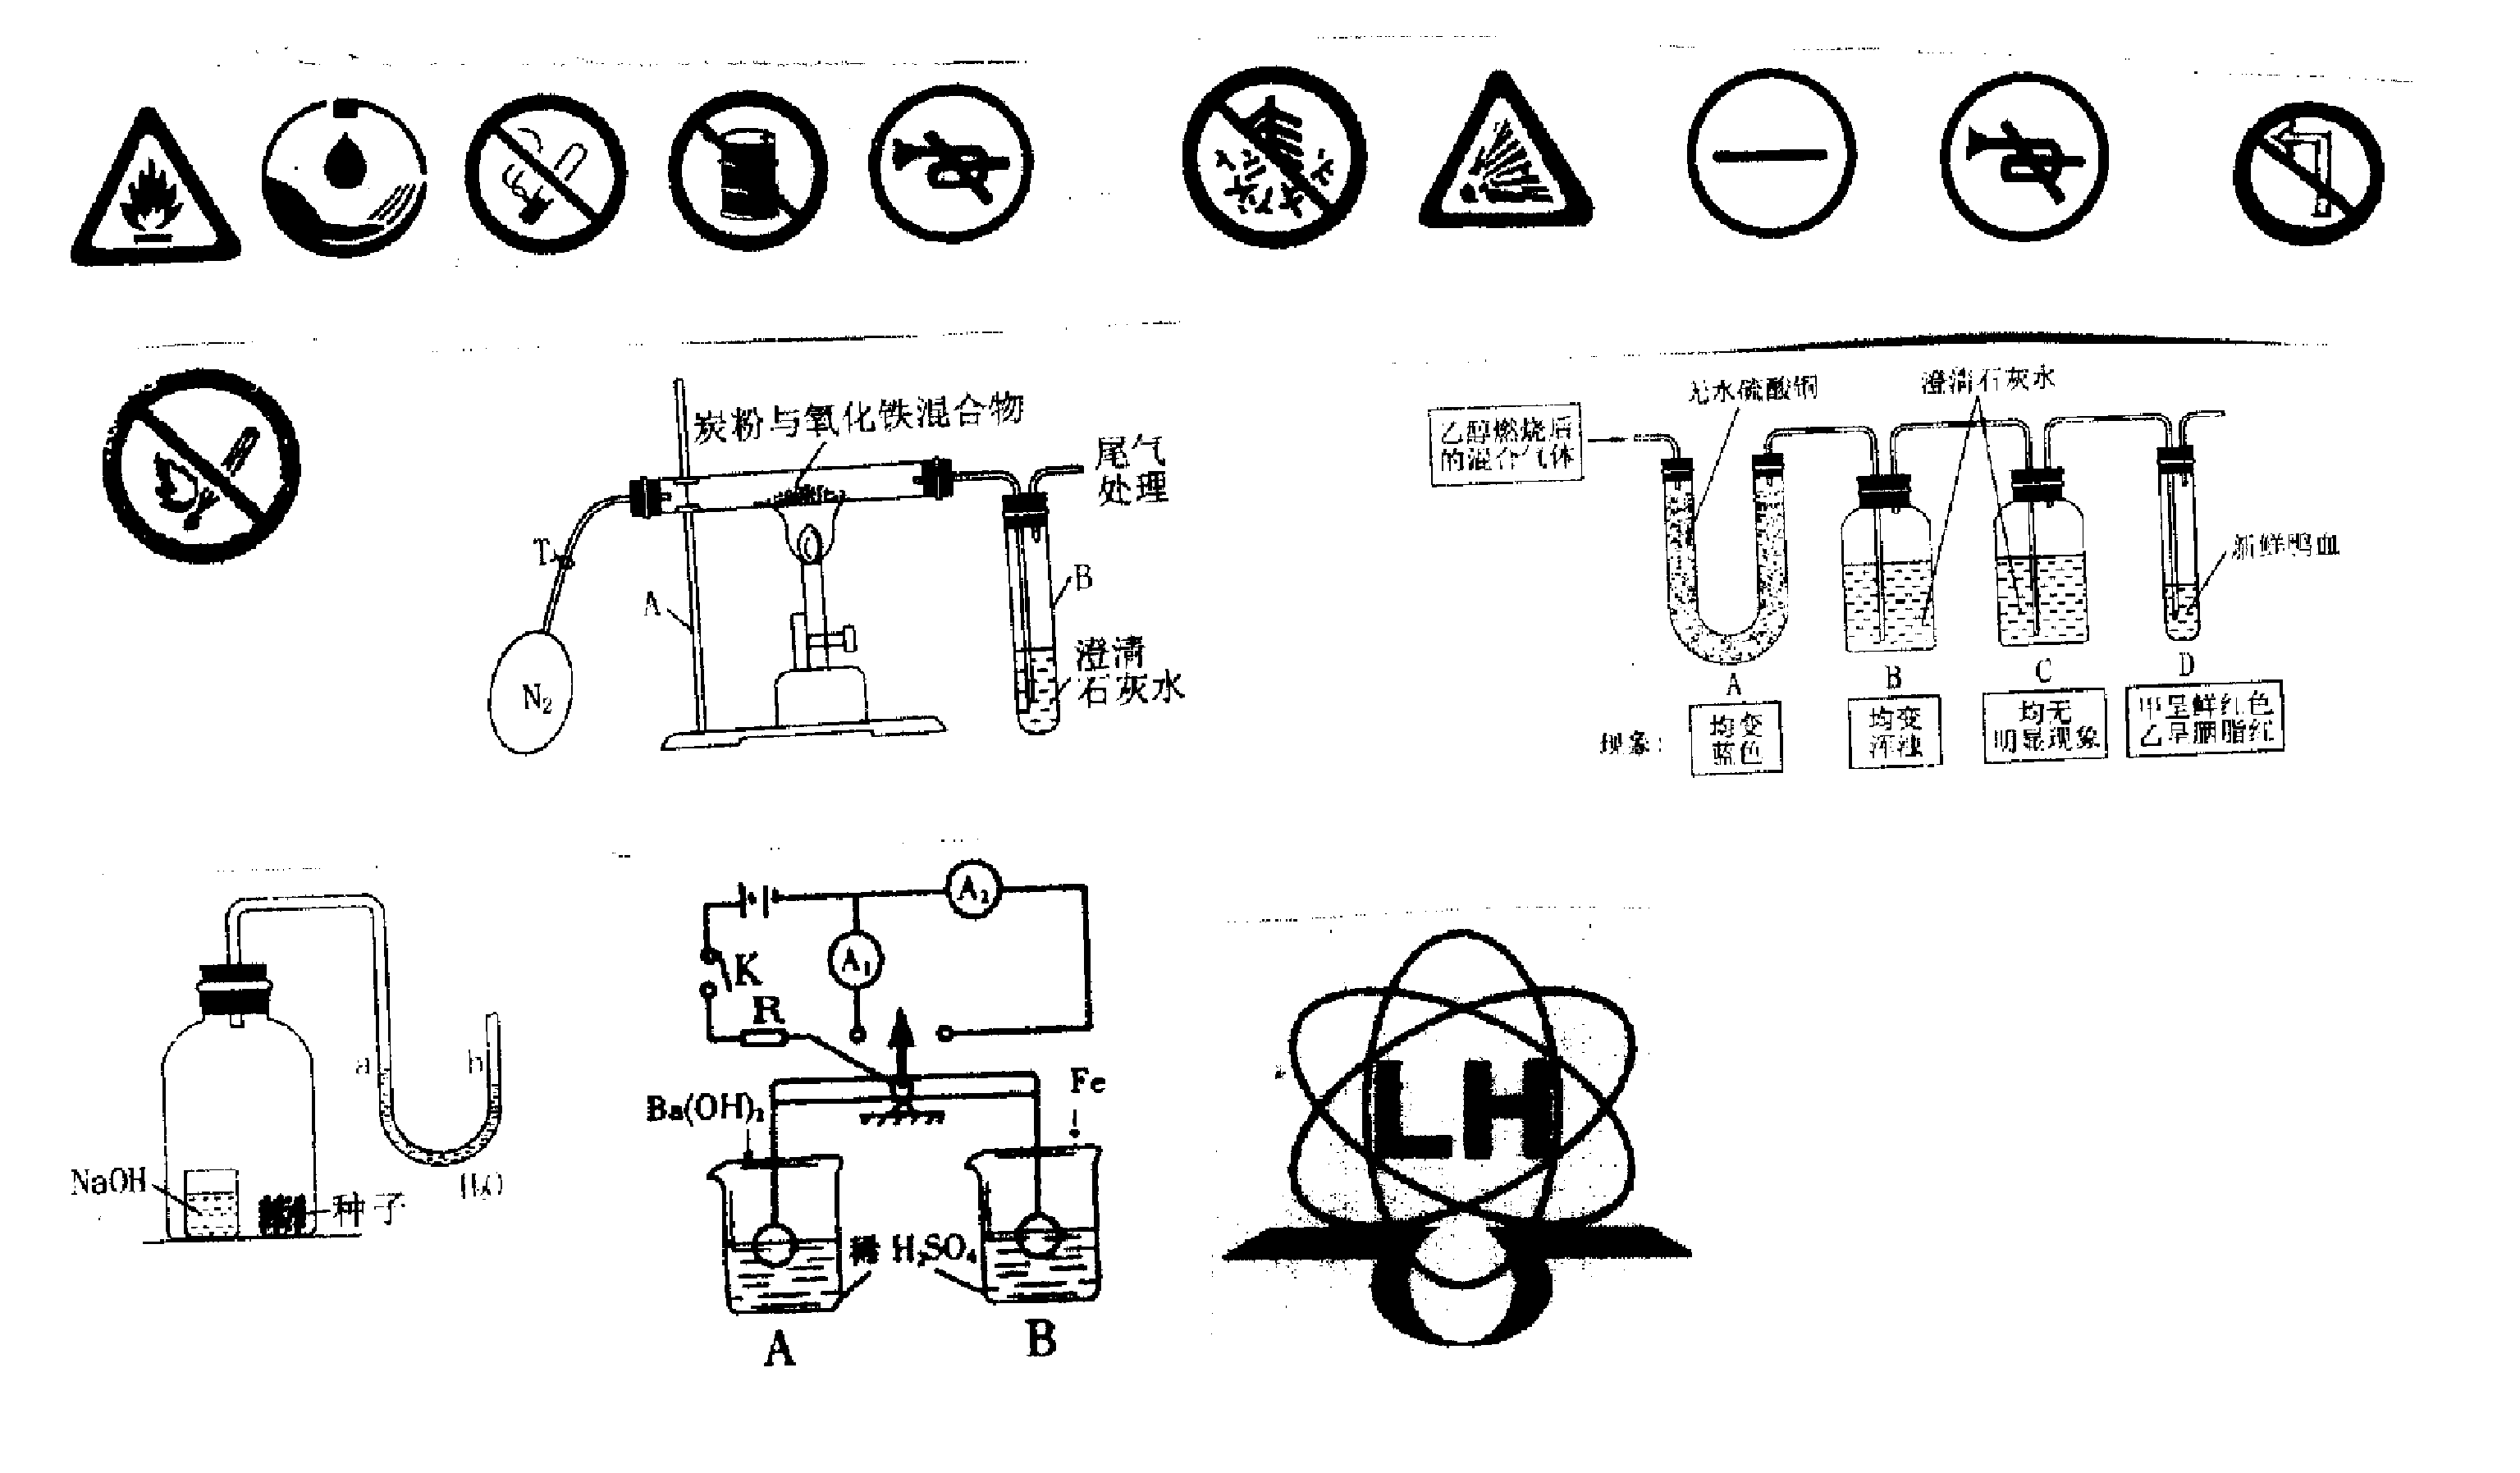 炭粉与氧化铁混合物
尾气
处理
T
A
B
N₂
澄清
石灰水
无水硫酸铜
澄清石灰水
乙醇燃烧后
的混合气体
新鲜鸭血
A
B
C
D
现象：
均变
蓝色
均变
浑浊
均无
明显现象
甲呈鲜红色
乙呈胭脂红
a
b
NaOH
种子
H₂O
A₂
A₁
K
R
Ba(OH)₂
Fe
稀 H₂SO₄
A
B
LH